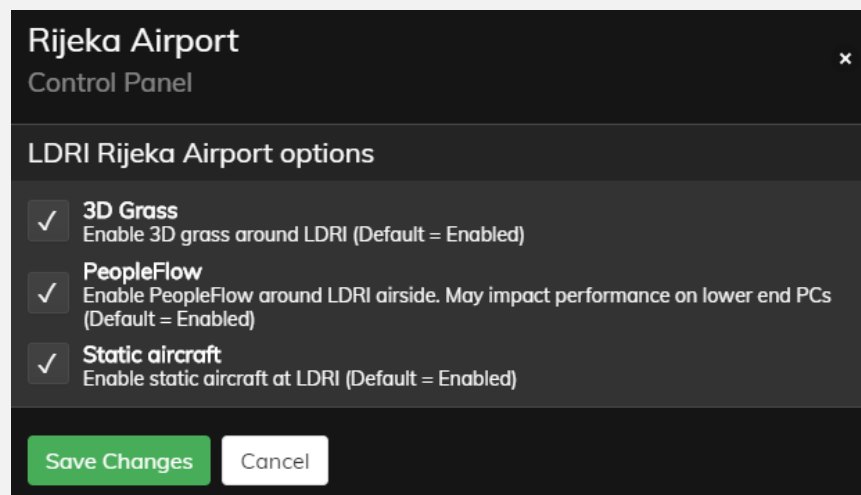 Rijeka Airport
Control Panel
×
LDRI Rijeka Airport options
✓ 3D Grass
Enable 3D grass around LDRI (Default = Enabled)
✓ PeopleFlow
Enable PeopleFlow around LDRI airside. May impact performance on lower end PCs
(Default = Enabled)
✓ Static aircraft
Enable static aircraft at LDRI (Default = Enabled)
Save Changes Cancel